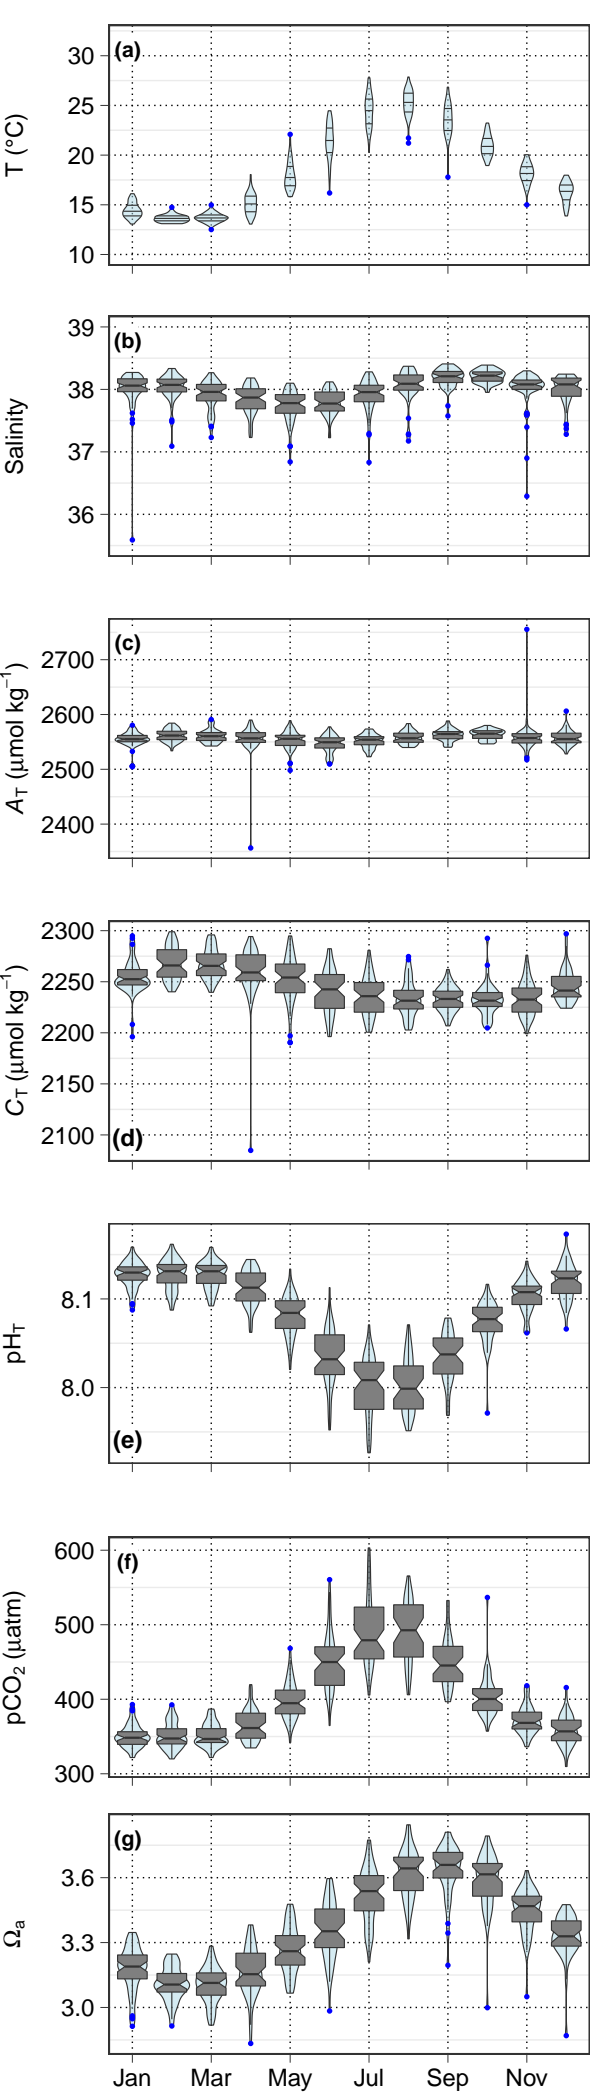 (a)
T (°C)
30
25
20
15
10
(b)
Salinity
39
38
37
36
(c)
A_T (μmol kg⁻¹)
2700
2600
2500
2400
(d)
C_T (μmol kg⁻¹)
2300
2250
2200
2150
2100
(e)
pH_T
8.1
8.0
(f)
pCO₂ (μatm)
600
500
400
300
(g)
Ωₐ
3.6
3.3
3.0
Jan Mar May Jul Sep Nov